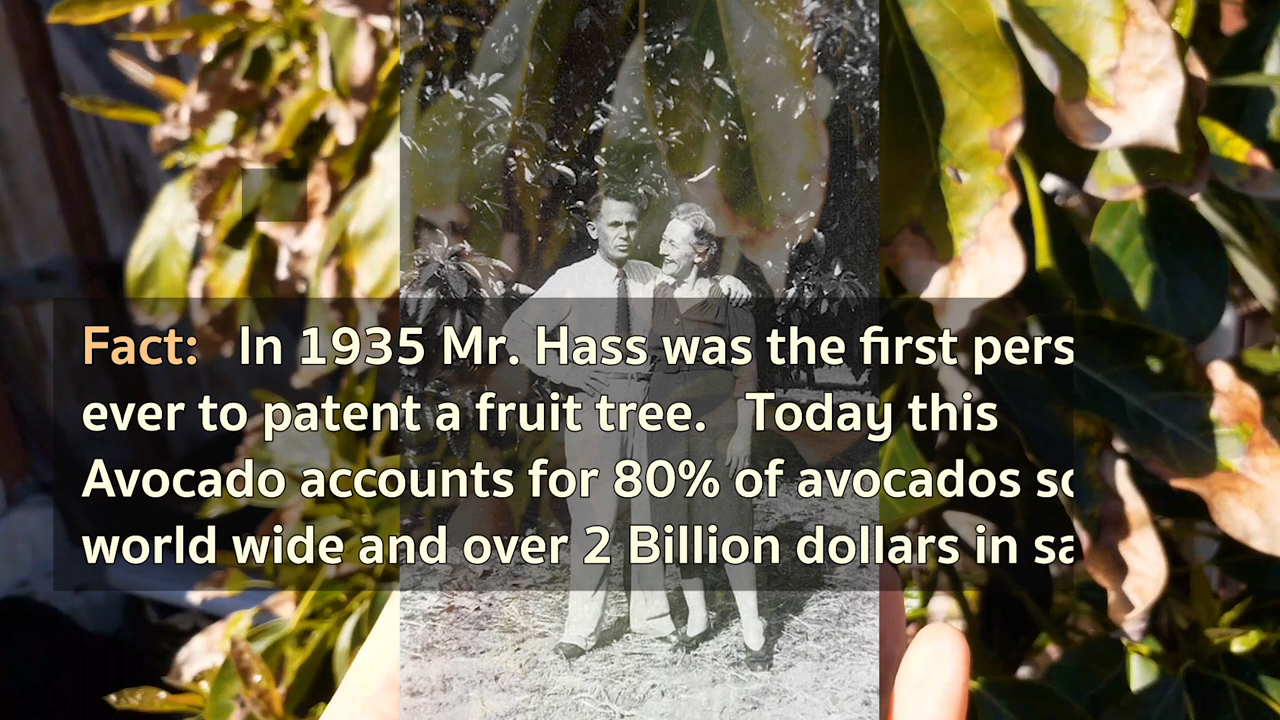 Fact: In 1935 Mr. Hass was the first pers
ever to patent a fruit tree. Today this
Avocado accounts for 80% of avocados so
world wide and over 2 Billion dollars in sa